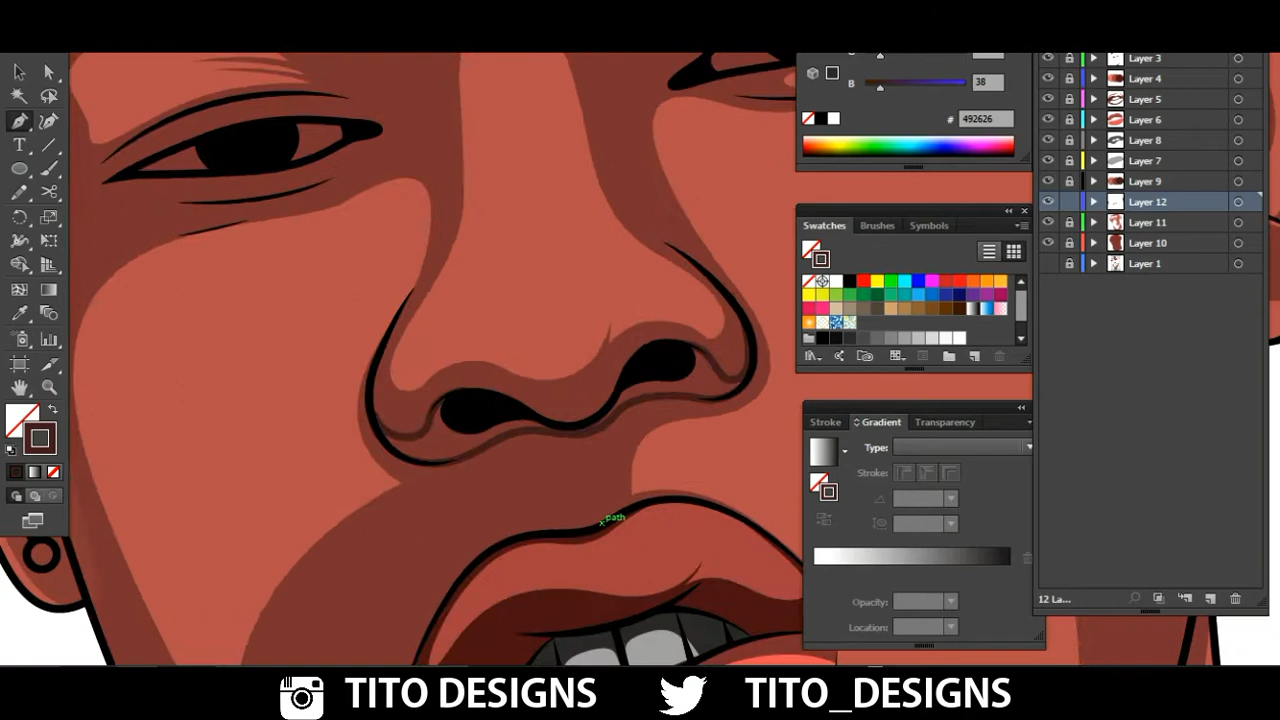 Layer 3
B
38
Layer 4
Layer 5
#
492626
Layer 6
Layer 8
Layer 7
Layer 9
Layer 12
Swatches
Brushes
Symbols
Layer 11
Layer 10
Layer 1
T
Stroke
Gradient
Transparency
Type:
Stroke:
path
12 La...
Opacity:
Location:
TITO DESIGNS
TITO_DESIGNS